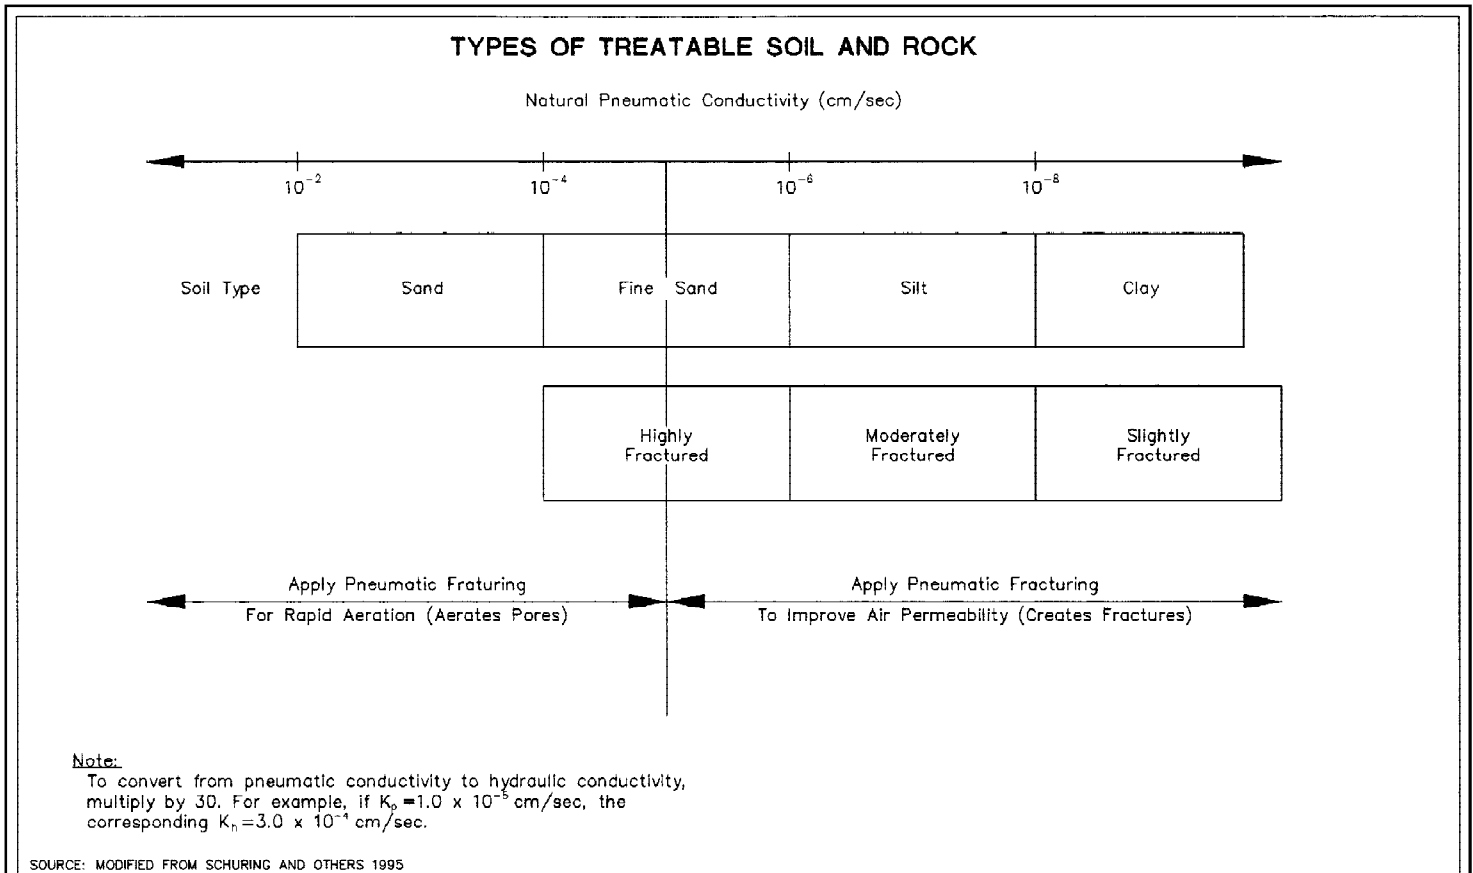 TYPES OF TREATABLE SOIL AND ROCK
Natural Pneumatic Conductivity (cm/sec)
10⁻² 10⁻⁴ 10⁻⁶ 10⁻⁸
Soil Type Sand Fine Sand Silt Clay
Highly Fractured
Moderately Fractured
Slightly Fractured
Apply Pneumatic Fraturing
For Rapid Aeration (Aerates Pores)
Apply Pneumatic Fracturing
To Improve Air Permeability (Creates Fractures)
Note:
To convert from pneumatic conductivity to hydraulic conductivity,
multiply by 30. For example, if Kₚ=1.0 x 10⁻⁵ cm/sec, the
corresponding Kₕ=3.0 x 10⁻⁴ cm/sec.
SOURCE: MODIFIED FROM SCHURING AND OTHERS 1995